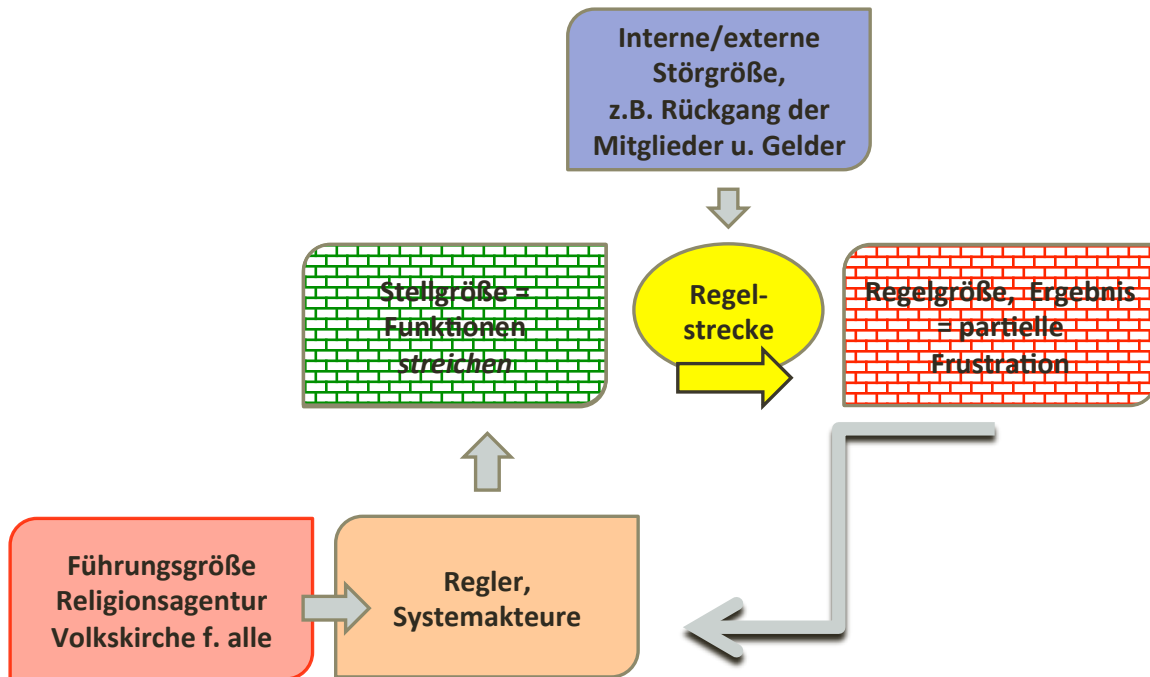 Interne/externe
Störgröße,
z.B. Rückgang der
Mitglieder u. Gelder
Stellgröße =
Funktionen
streichen
Regel-
strecke
Regelgröße, Ergebnis
= partielle
Frustration
Führungsgröße
Religionsagentur
Volkskirche f. alle
Regler,
Systemakteure